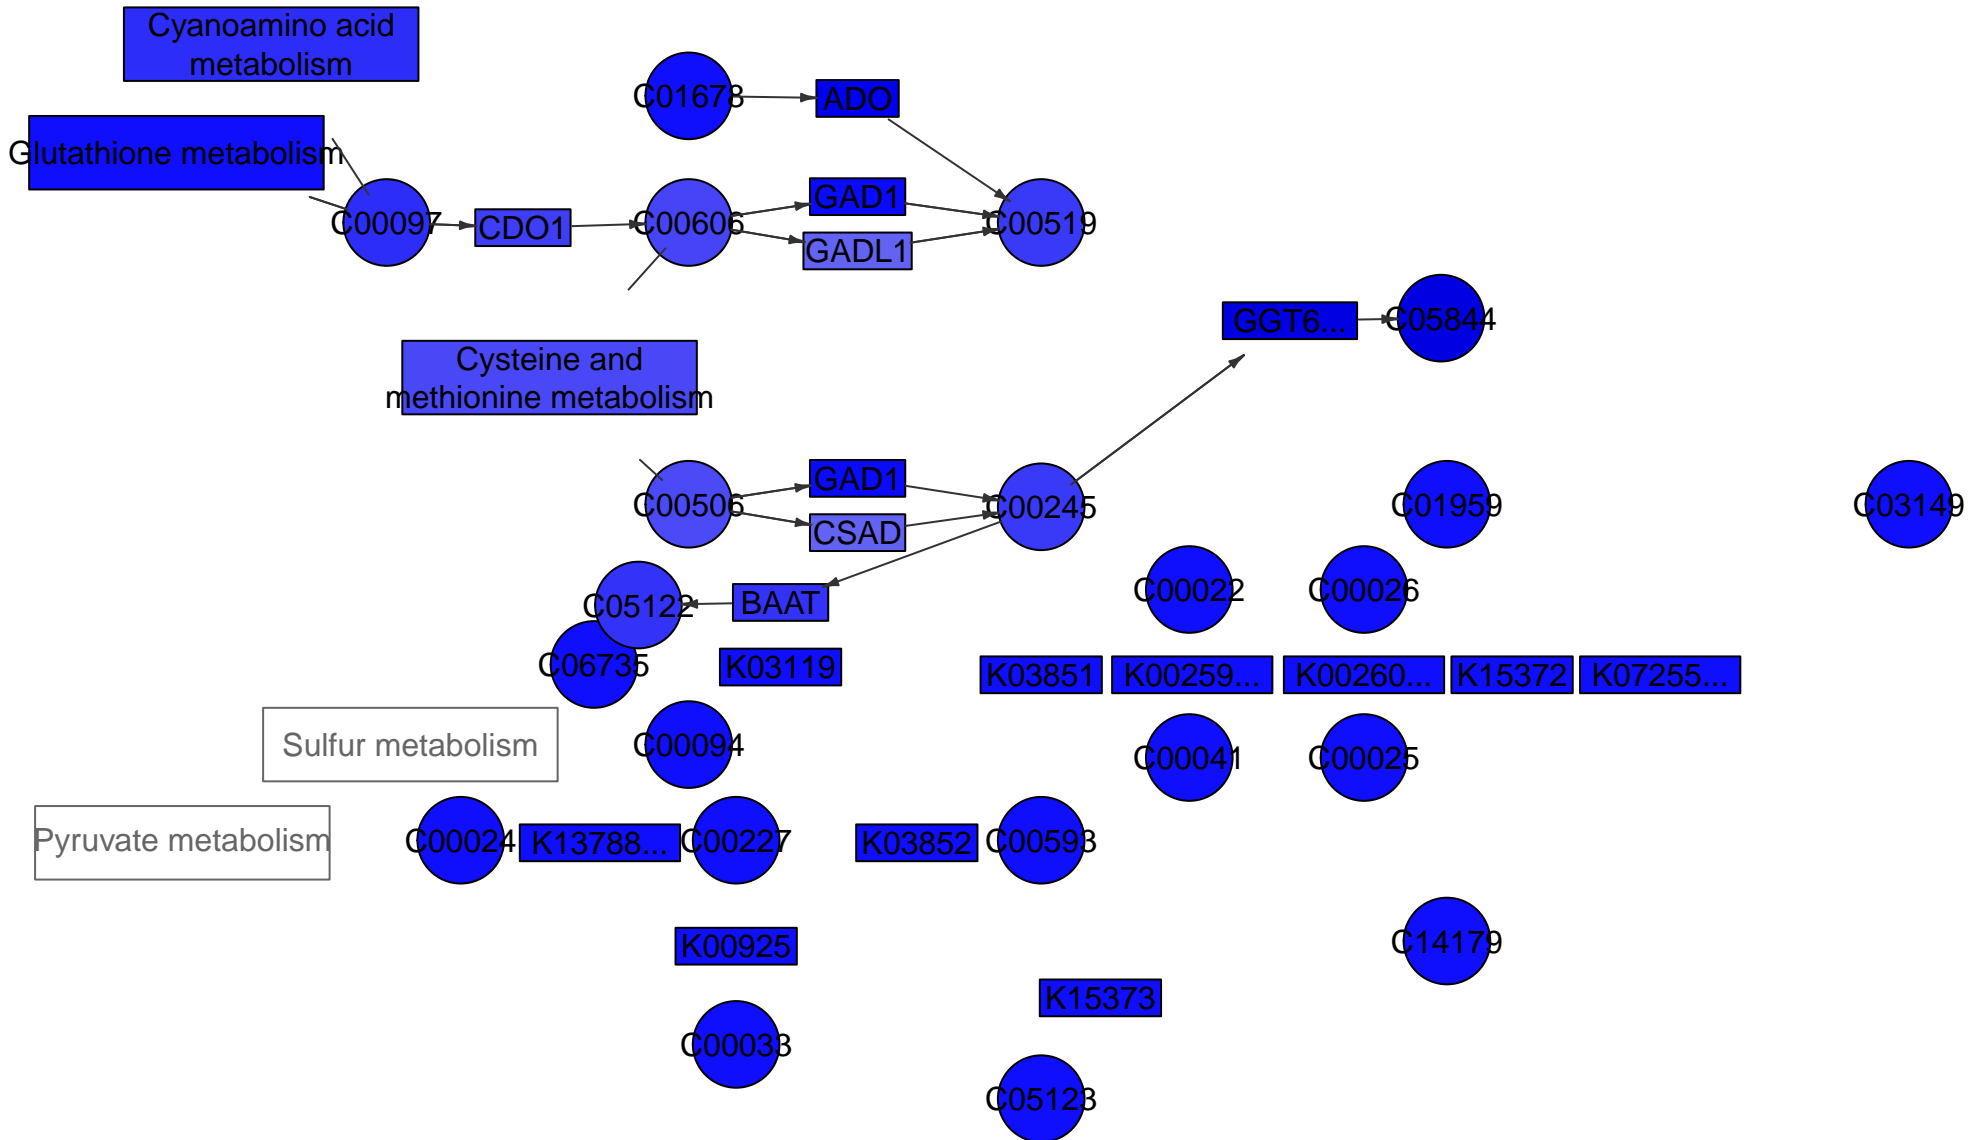 Cyanoamino acid
metabolism
C01678
ADO
Glutathione metabolism
C00097
CDO1
C00606
GAD1
GADL1
C00519
GGT6...
C05844
Cysteine and
methionine metabolism
C00506
GAD1
CSAD
C00245
C01959
C03149
C05122
BAAT
C00022
C00026
C06735
K03119
K03851
K00259...
K00260...
K15372
K07255...
Sulfur metabolism
C00094
C00041
C00025
Pyruvate metabolism
C00024
K13788...
C00227
K03852
C00593
K00925
C14179
K15373
C00033
C05123